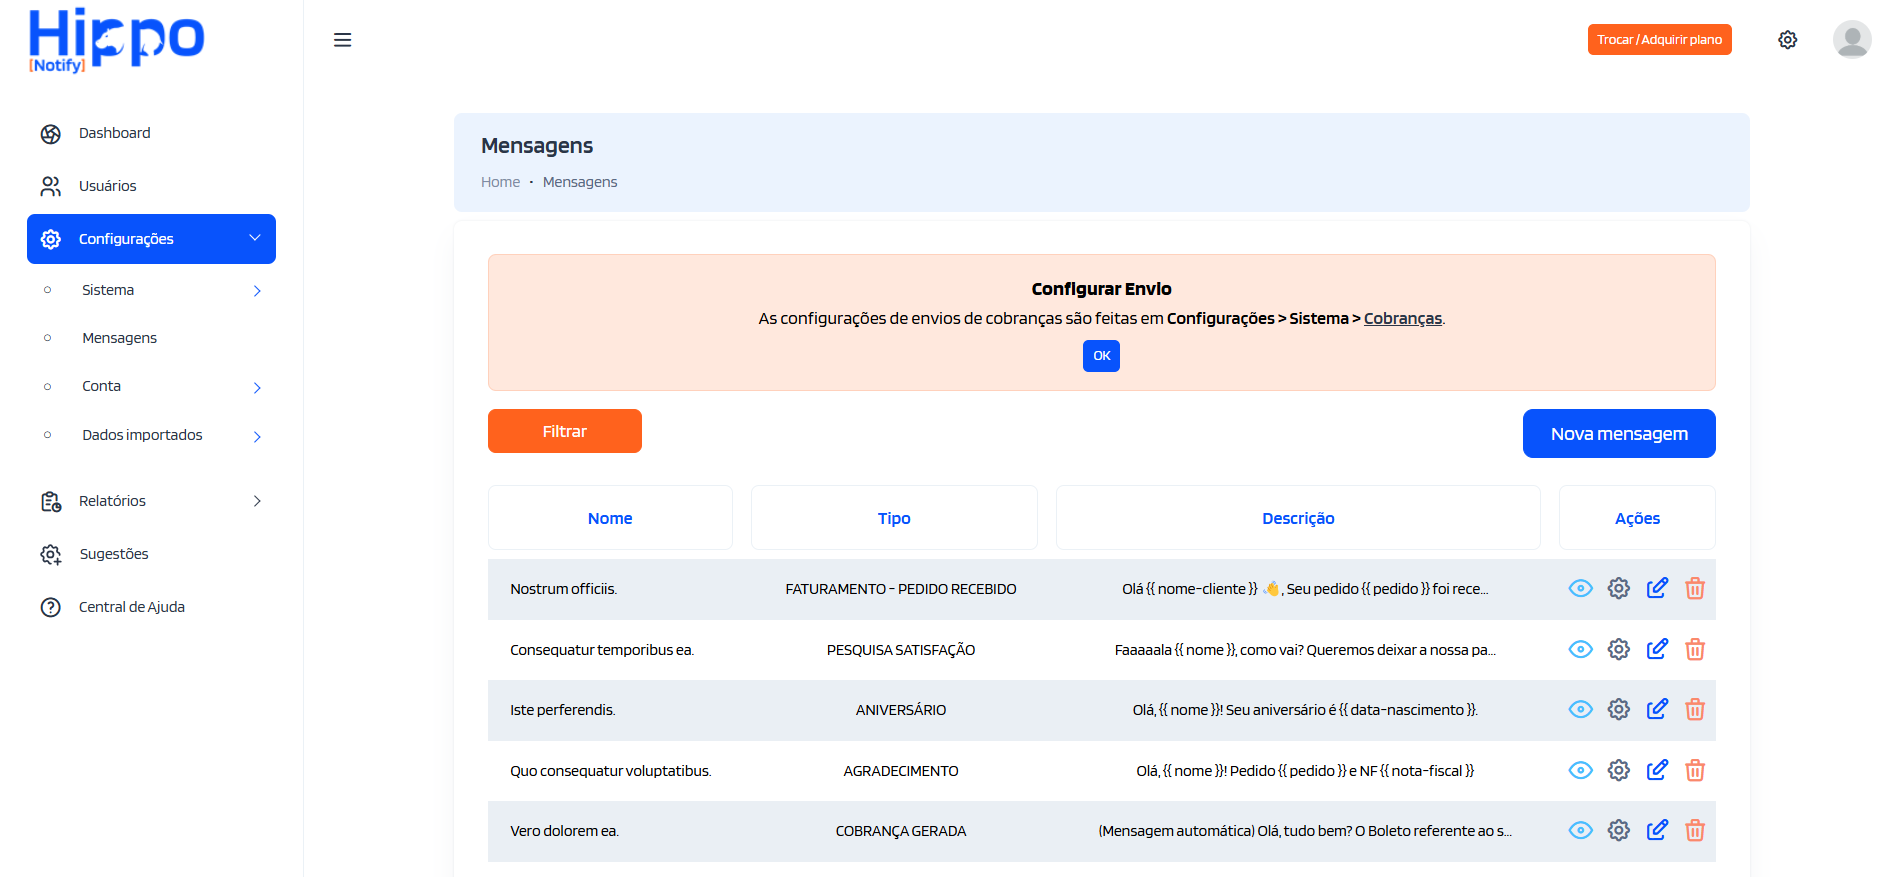 Hippo
[Notify]
Trocar / Adquirir plano
Dashboard
Usuários
Configurações
Sistema
Mensagens
Conta
Dados importados
Relatórios
Sugestões
Central de Ajuda
Mensagens
Home • Mensagens
Configurar Envio
As configurações de envios de cobranças são feitas em Configurações > Sistema > Cobranças.
OK
Filtrar
Nova mensagem
Nome Tipo Descrição Ações
Nostrum officiis. FATURAMENTO - PEDIDO RECEBIDO Olá {{ nome-cliente }} 👋, Seu pedido {{ pedido }} foi rece...
Consequatur temporibus ea. PESQUISA SATISFAÇÃO Faaaaala {{ nome }}, como vai? Queremos deixar a nossa pa...
Iste perferendis. ANIVERSÁRIO Olá, {{ nome }}! Seu aniversário é {{ data-nascimento }}.
Quo consequatur voluptatibus. AGRADECIMENTO Olá, {{ nome }}! Pedido {{ pedido }} e NF {{ nota-fiscal }}
Vero dolorem ea. COBRANÇA GERADA (Mensagem automática) Olá, tudo bem? O Boleto referente ao s...